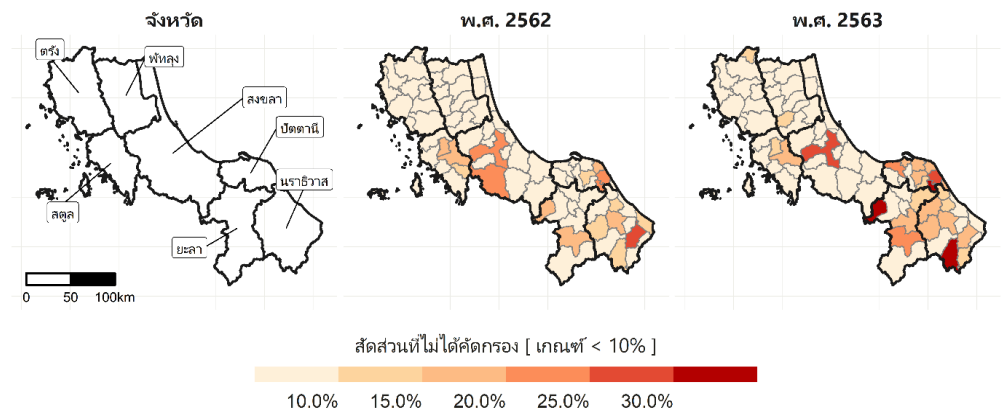 จังหวัด
พ.ศ. 2562
พ.ศ. 2563
ตรัง
พัทลุง
สงขลา
ปัตตานี
นราธิวาส
สตูล
ยะลา
0 50 100km
สัดส่วนที่ไม่ได้คัดกรอง [ เกณฑ์ < 10% ]
10.0% 15.0% 20.0% 25.0% 30.0%